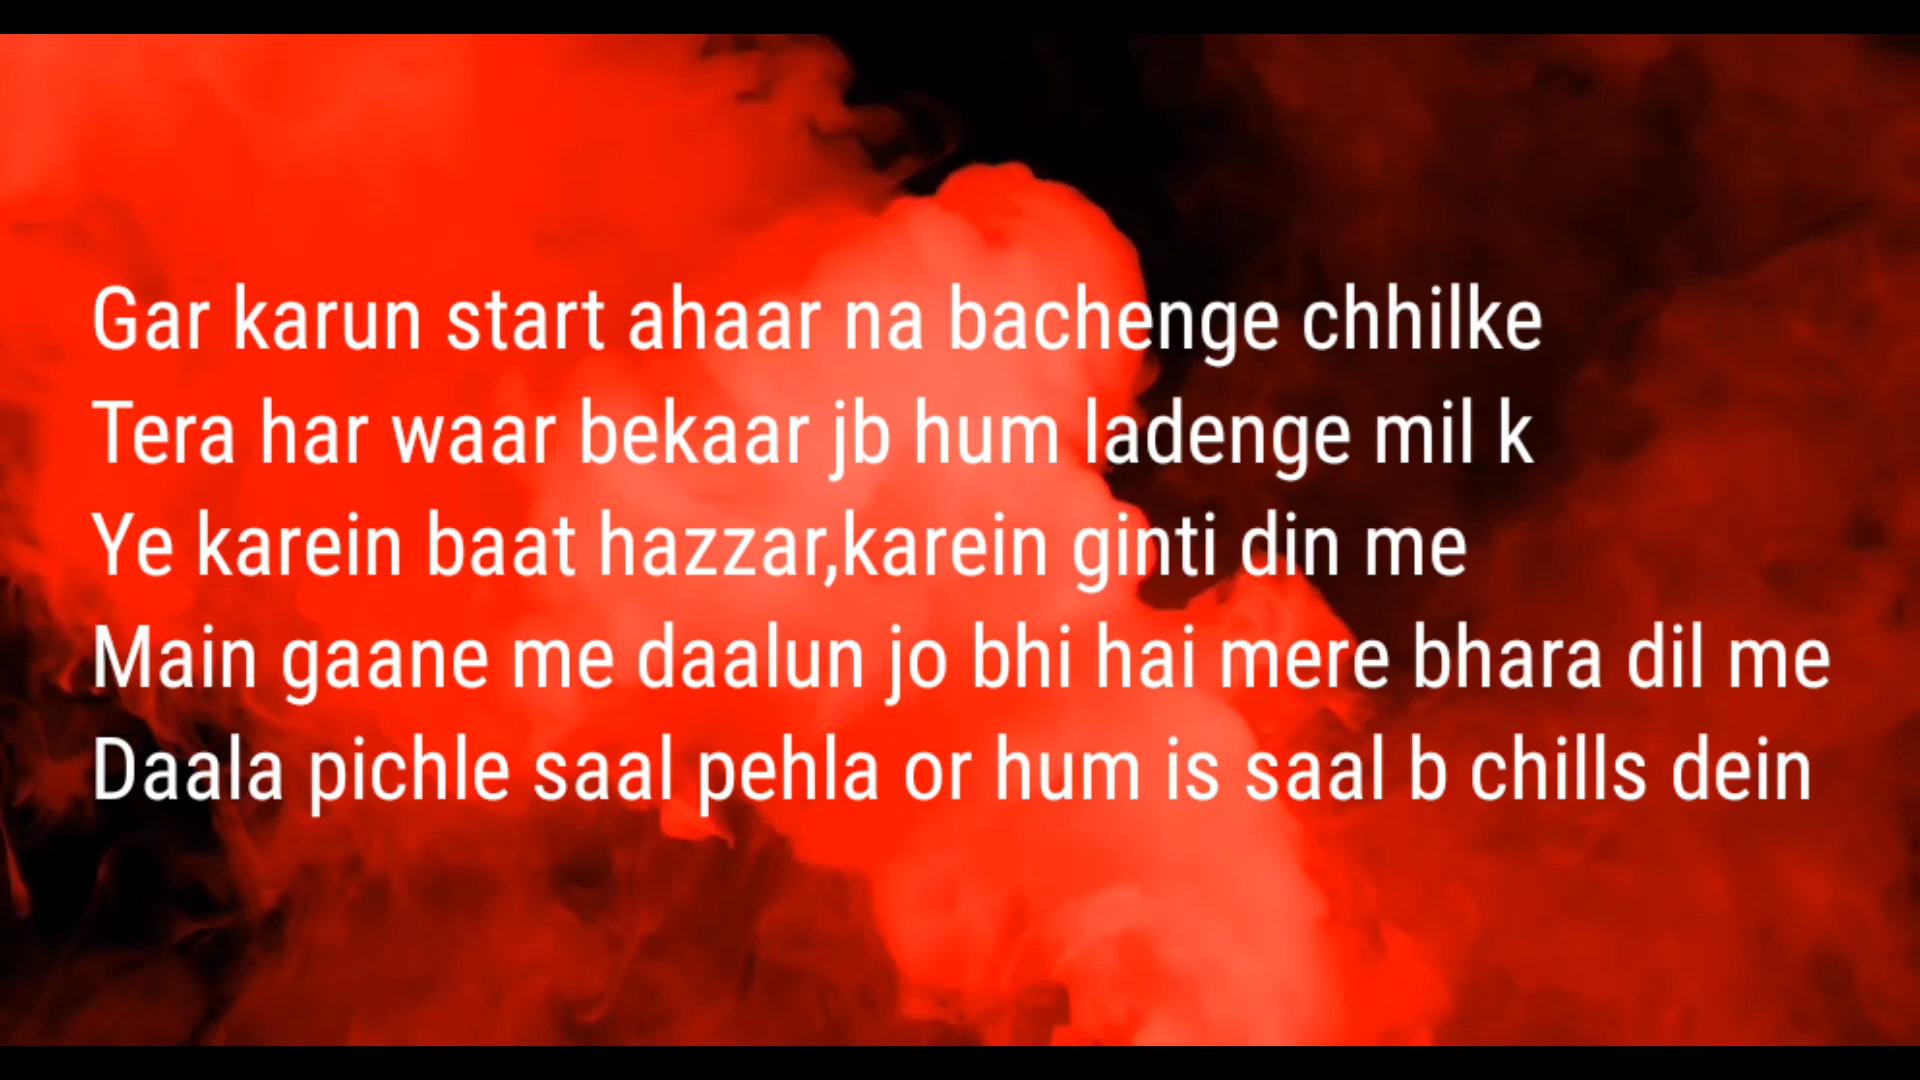 Gar karun start ahaar na bachenge chhilke
Tera har waar bekaar jb hum ladenge mil k
Ye karein baat hazzar,karein ginti din me
Main gaane me daalun jo bhi hai mere bhara dil me
Daala pichle saal pehla or hum is saal b chills dein